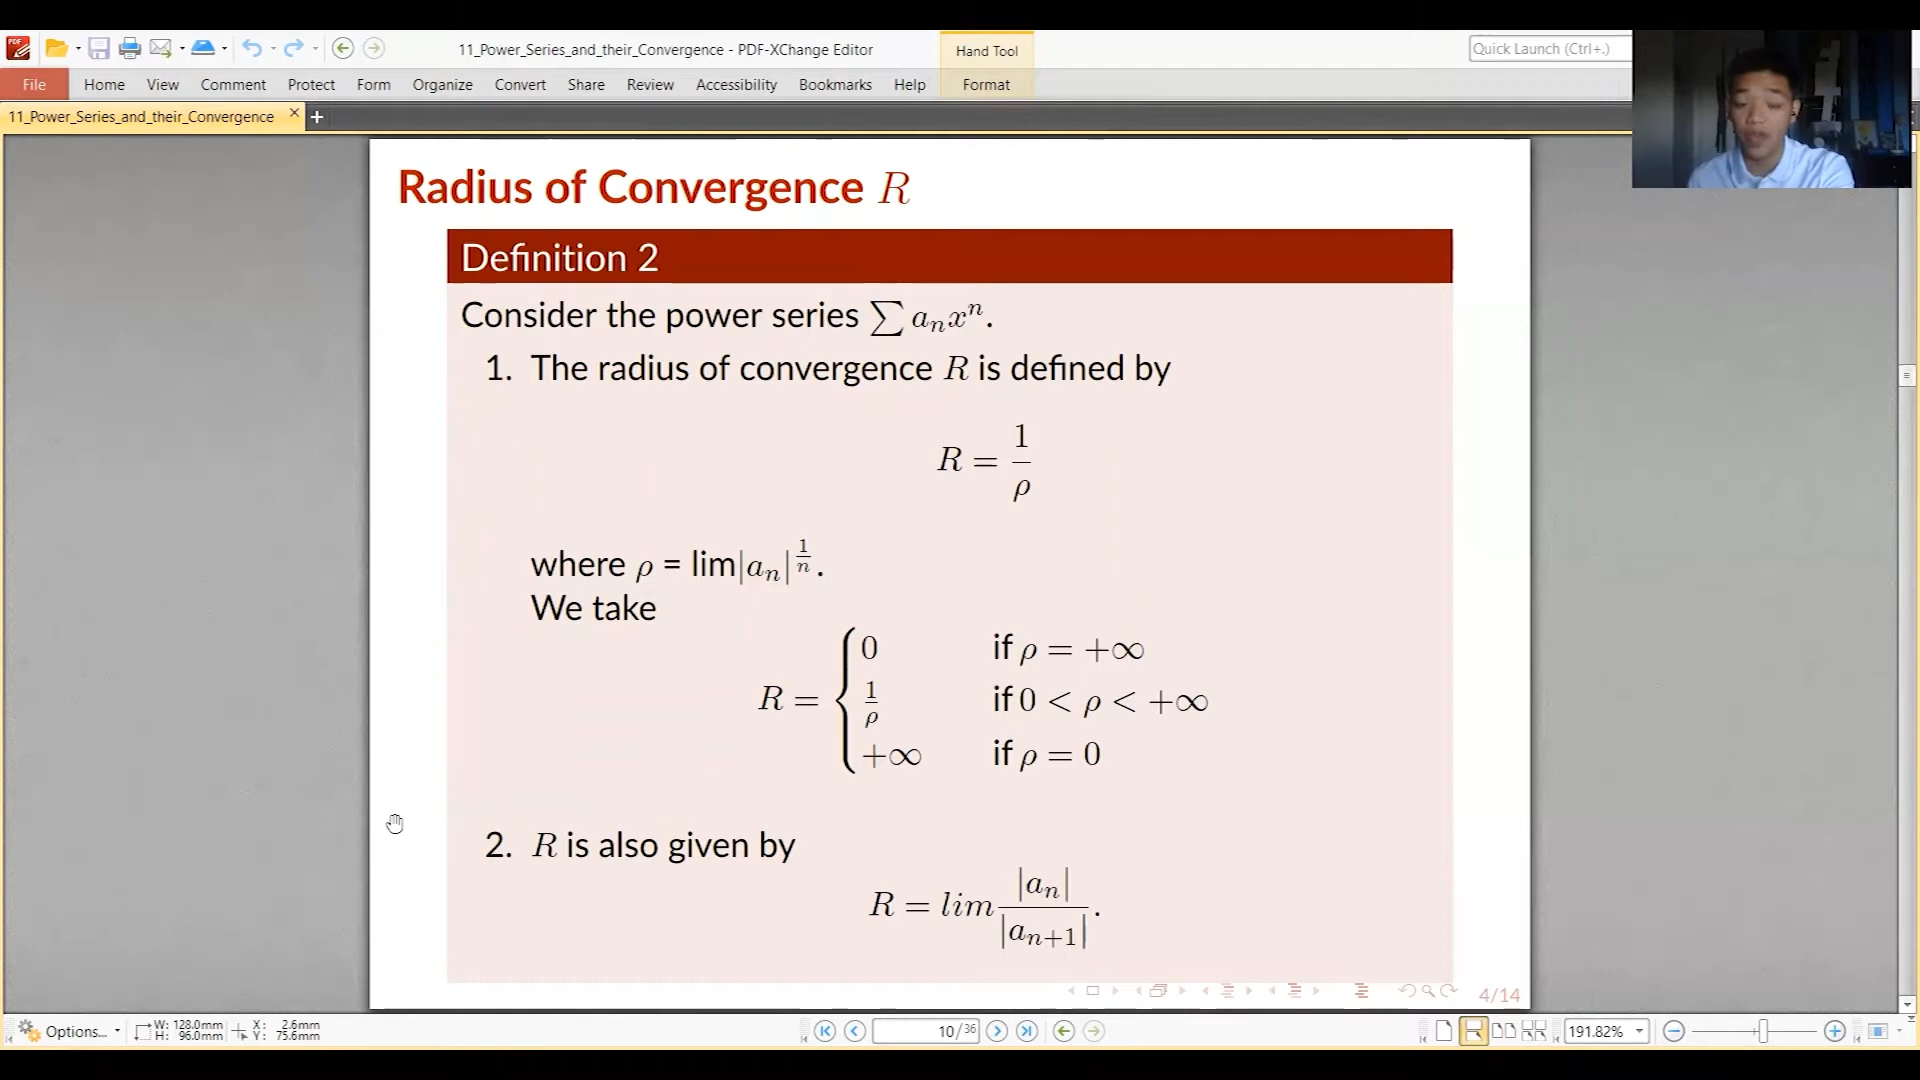 11_Power_Series_and_their_Convergence - PDF-XChange Editor
Hand Tool
Quick Launch (Ctrl+.)
File Home View Comment Protect Form Organize Convert Share Review Accessibility Bookmarks Help Format
11_Power_Series_and_their_Convergence × +
Radius of Convergence R
Definition 2
Consider the power series ∑ aₙxⁿ.
1. The radius of convergence R is defined by
R = 1/ρ
where ρ = lim|aₙ|^(1/n).
We take
R = { 0 if ρ = +∞
1/ρ if 0 < ρ < +∞
+∞ if ρ = 0
2. R is also given by
R = lim |aₙ|/|aₙ₊₁|.
4/14
Options...
W: 128.0mm X: 2.6mm
H: 96.0mm Y: 75.6mm
10/36
191.82%